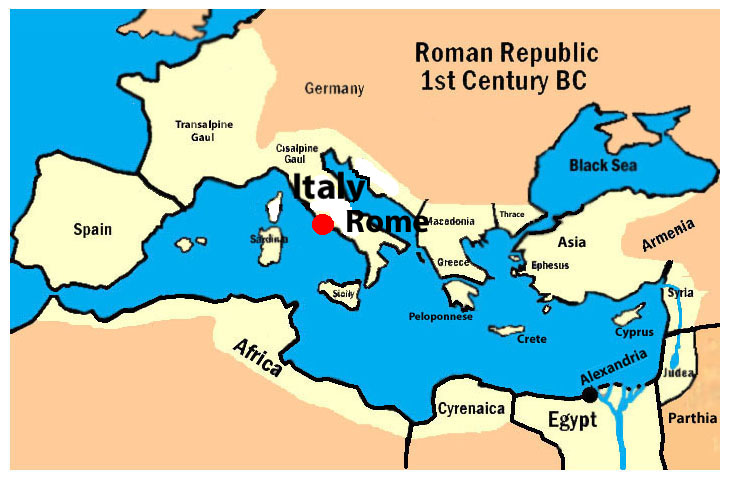 Roman Republic
1st Century BC
Germany
Transalpine
Gaul
Cisalpine
Gaul
Black Sea
Italy
Rome
Spain
Macedonia
Thrace
Armenia
Sardinia
Asia
Greece
Ephesus
Sicily
Syria
Peloponnese
Crete
Cyprus
Africa
Alexandria
Judea
Cyrenaica
Egypt
Parthia